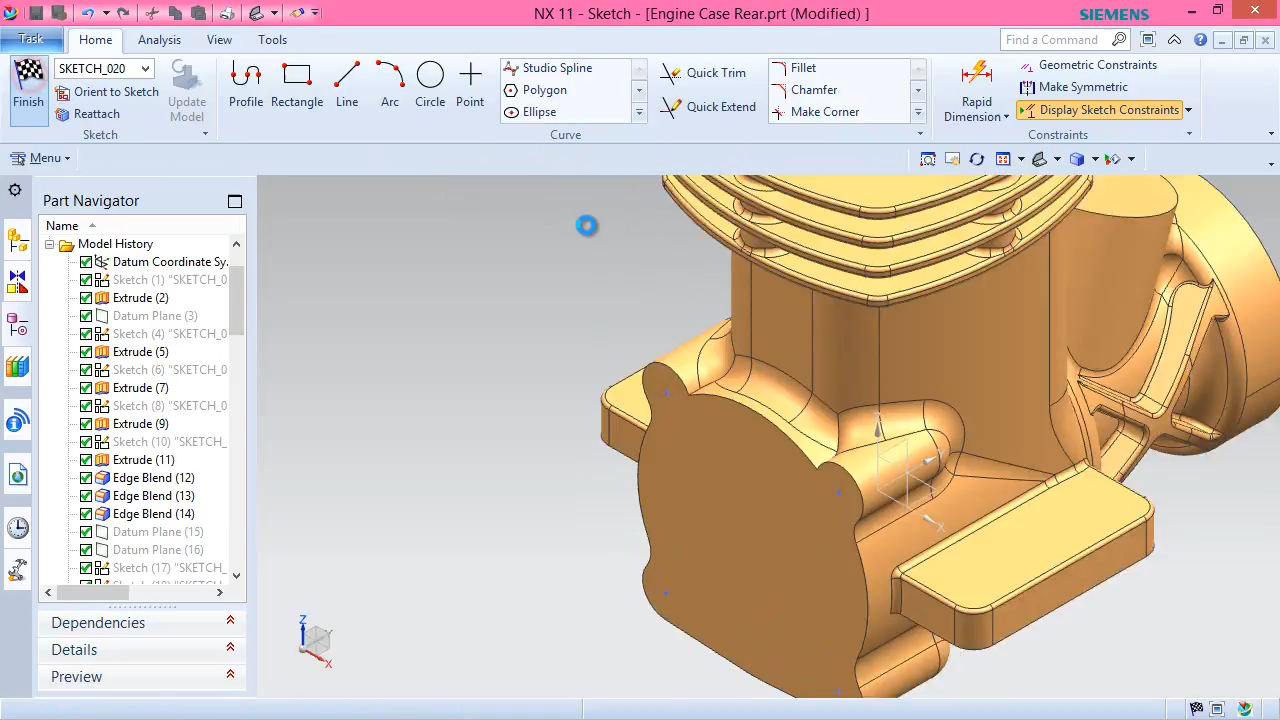 NX 11 - Sketch - [Engine Case Rear.prt (Modified) ]
SIEMENS
Task
Home
Analysis
View
Tools
Find a Command
Finish
SKETCH_020
Orient to Sketch
Reattach
Update Model
Sketch
Profile
Rectangle
Line
Arc
Circle
Point
Studio Spline
Polygon
Ellipse
Quick Trim
Quick Extend
Fillet
Chamfer
Make Corner
Curve
Rapid Dimension
Geometric Constraints
Make Symmetric
Display Sketch Constraints
Constraints
Menu
Part Navigator
Name
Model History
Datum Coordinate Sy.
Sketch (1) "SKETCH_0
Extrude (2)
Datum Plane (3)
Sketch (4) "SKETCH_0
Extrude (5)
Sketch (6) "SKETCH_0
Extrude (7)
Sketch (8) "SKETCH_0
Extrude (9)
Sketch (10) "SKETCH_
Extrude (11)
Edge Blend (12)
Edge Blend (13)
Edge Blend (14)
Datum Plane (15)
Datum Plane (16)
Sketch (17) "SKETCH_
Dependencies
Details
Preview
Z
X
X